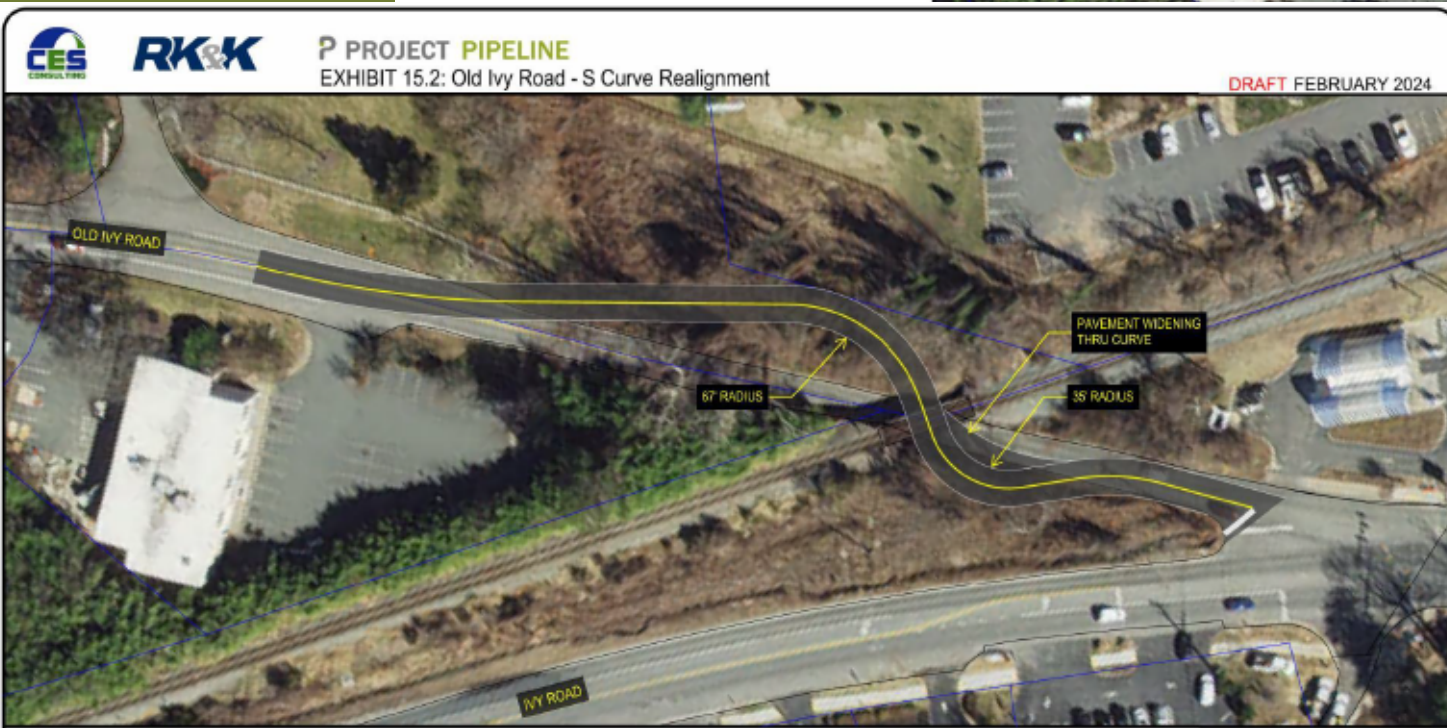 CES
CONSULTING
RK&K
PROJECT PIPELINE
EXHIBIT 15.2: Old Ivy Road - S Curve Realignment
DRAFT FEBRUARY 2024
OLD IVY ROAD
PAVEMENT WIDENING
THRU CURVE
67' RADIUS
35' RADIUS
IVY ROAD